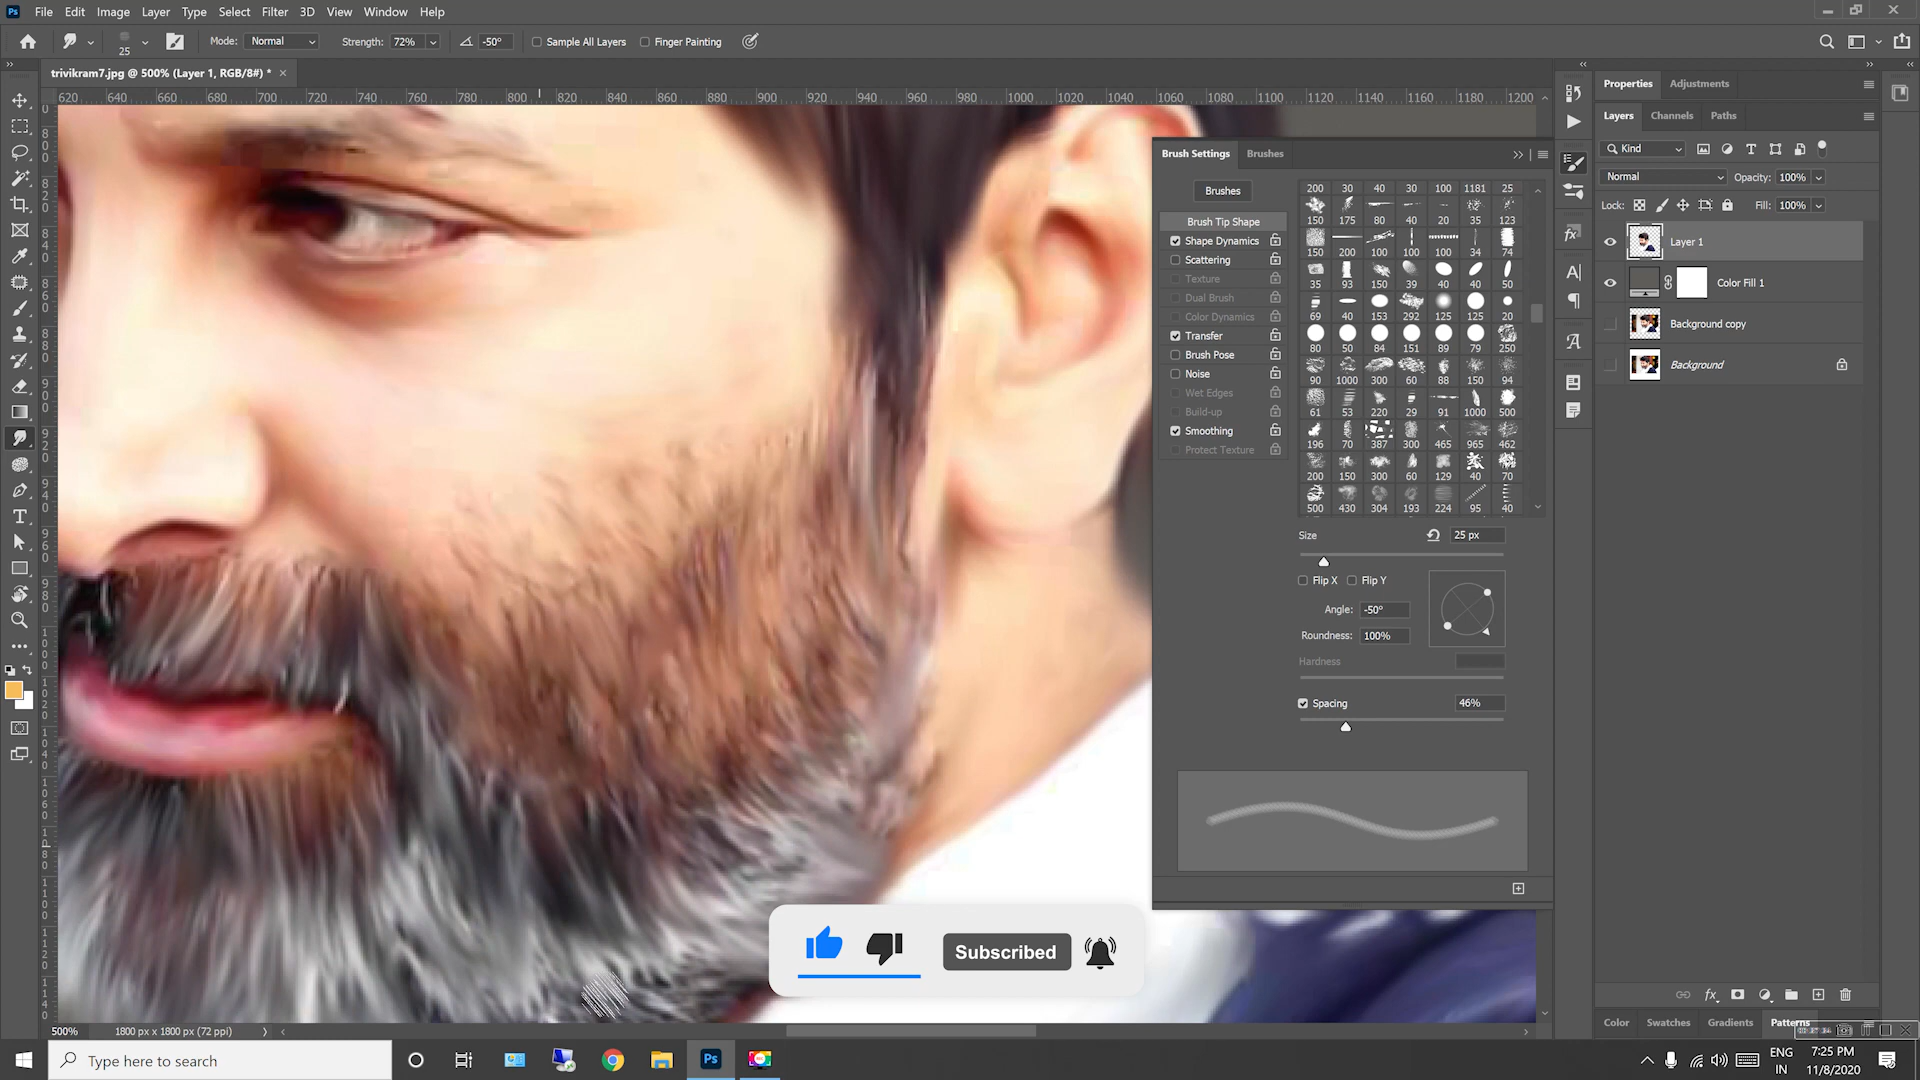 Ps File Edit Image Layer Type Select Filter 3D View Window Help
25 Mode: Normal Strength: 72% -50° Sample All Layers Finger Painting
trivikram7.jpg @ 500% (Layer 1, RGB/8#) * ×
620 640 660 680 700 720 740 760 780 800 820 840 860 880 900 920 940 960 980 1000 1020 1040 1060 1080 1100 1120 1140 1160 1180 1200
Brush Settings Brushes
Brushes
Brush Tip Shape
Shape Dynamics
Scattering
Texture
Dual Brush
Color Dynamics
Transfer
Brush Pose
Noise
Wet Edges
Build-up
Smoothing
Protect Texture
200 30 40 30 100 1181 25
150 175 80 40 20 35 123
150 200 100 100 100 34 74
35 93 150 39 40 40 50
69 40 153 292 125 125 20
80 50 84 151 89 79 250
90 1000 300 60 88 150 94
61 53 220 29 91 1000 500
196 70 387 300 465 965 462
200 150 300 60 129 40 70
500 430 304 193 224 95 40
Size 25 px
Flip X Flip Y
Angle: -50°
Roundness: 100%
Hardness
Spacing 46%
Properties Adjustments
Layers Channels Paths
Kind
Normal Opacity: 100%
Lock: Fill: 100%
Layer 1
Color Fill 1
Background copy
Background
Subscribed
Color Swatches Gradients Patterns
500% 1800 px x 1800 px (72 ppi)
Type here to search
Ps
ENG
IN
7:25 PM
11/8/2020